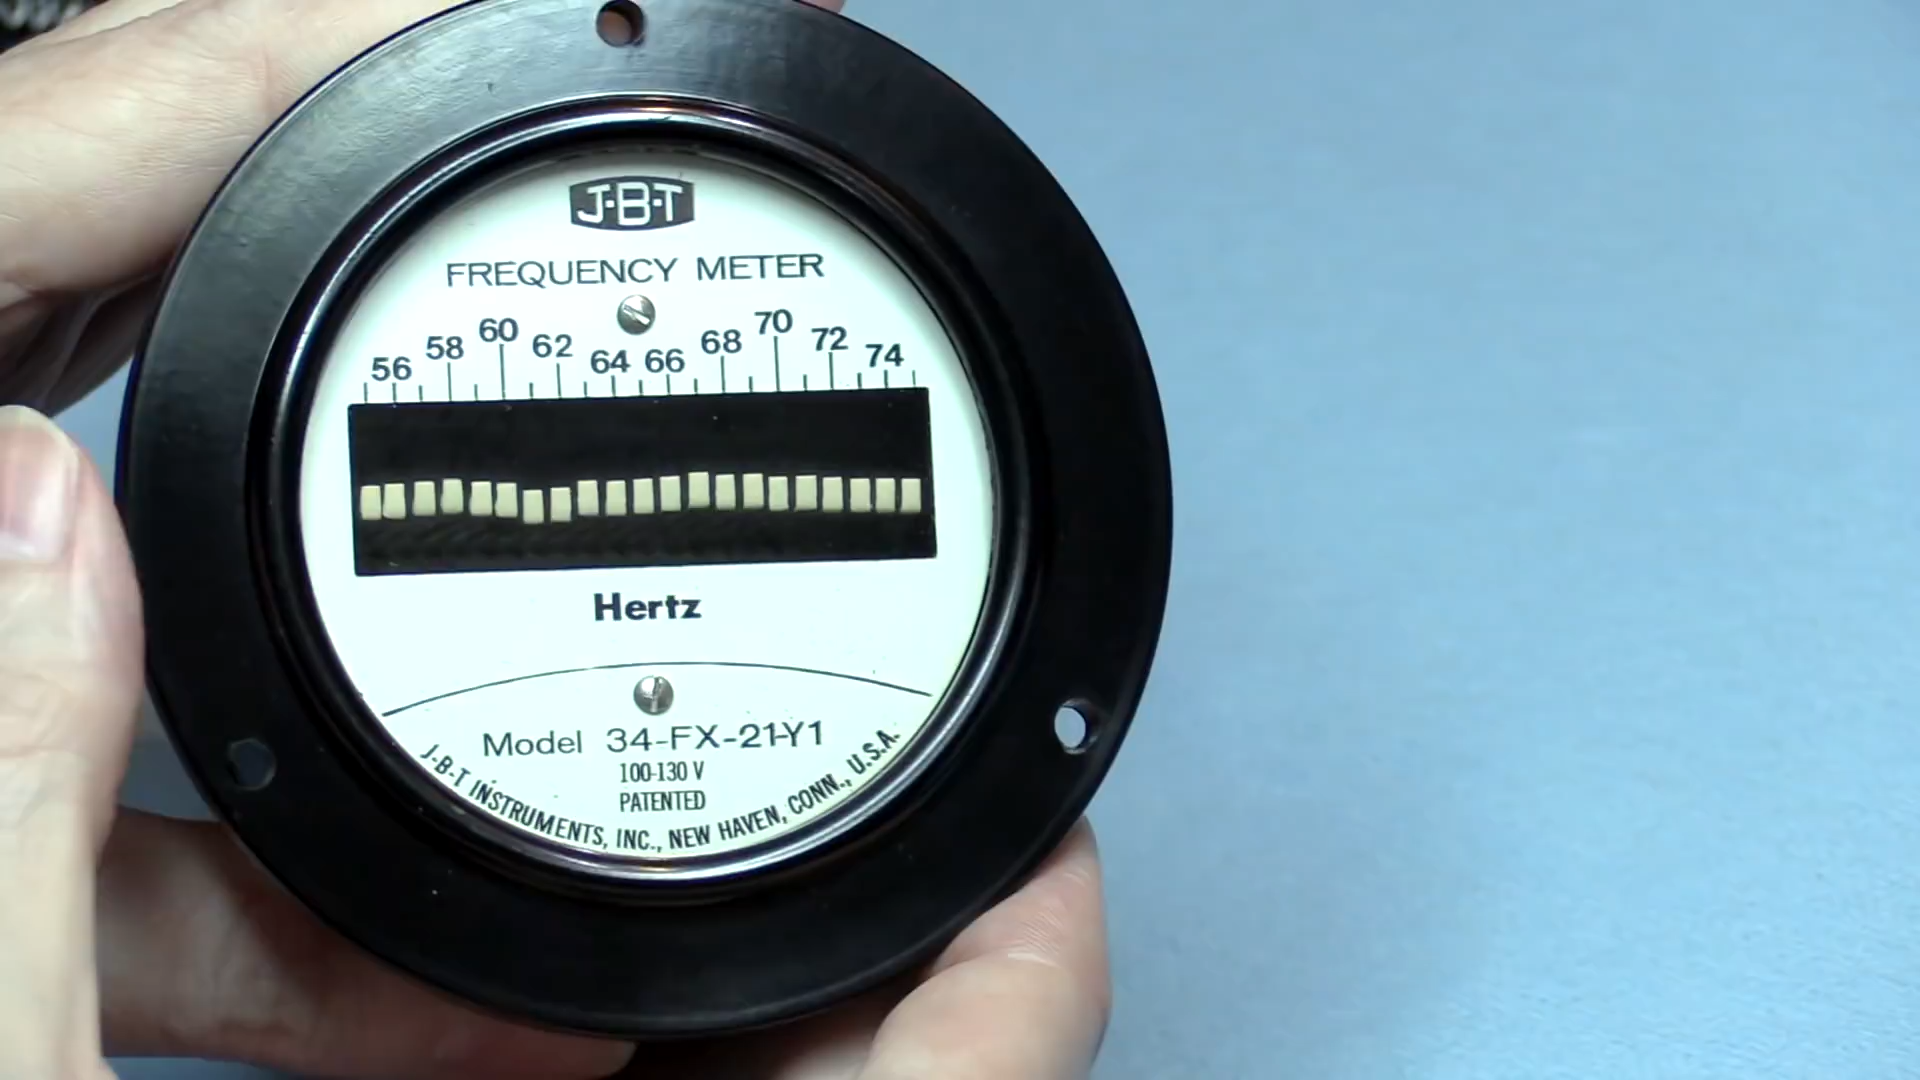 J-B-T
FREQUENCY METER
56 58 60 62 64 66 68 70 72 74
Hertz
Model 34-FX-21-Y1
100-130 V
PATENTED
J-B-T INSTRUMENTS, INC., NEW HAVEN, CONN., U.S.A.